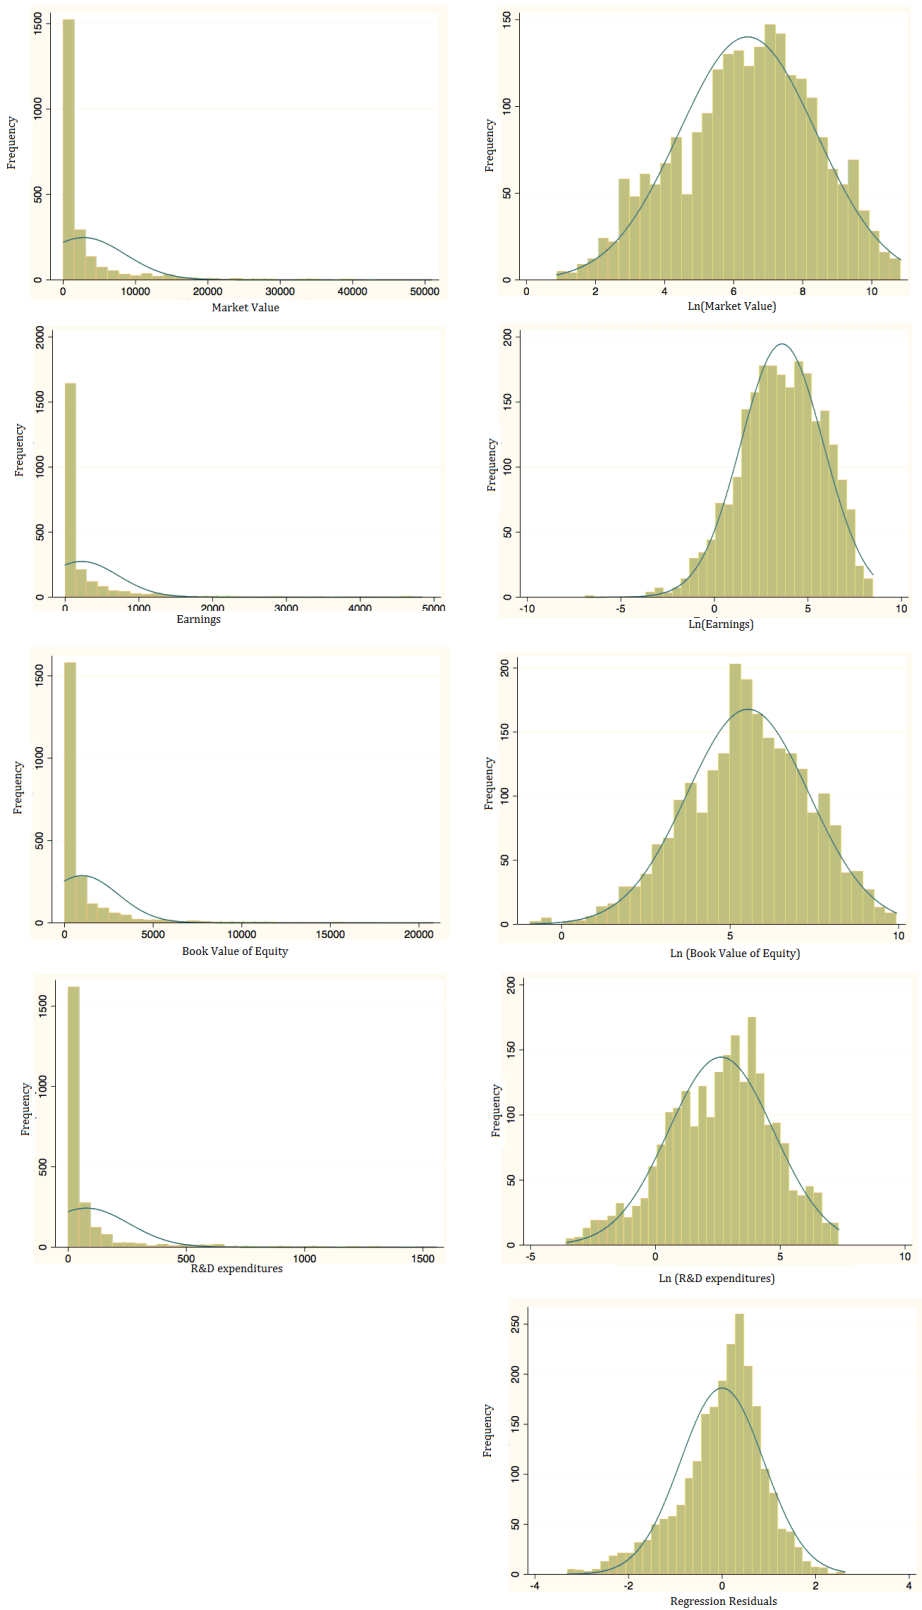 1500
1000
500
0
Frequency
0 10000 20000 30000 40000 50000
Market Value
150
100
50
0
Frequency
0 2 4 6 8 10
Ln(Market Value)
2000
1500
1000
500
0
Frequency
0 1000 2000 3000 4000 5000
Earnings
200
150
100
50
0
Frequency
-10 -5 0 5 10
Ln(Earnings)
1500
1000
500
0
Frequency
0 5000 10000 15000 20000
Book Value of Equity
200
150
100
50
0
Frequency
0 5 10
Ln (Book Value of Equity)
1500
1000
500
0
Frequency
0 500 1000 1500
R&D expenditures
200
150
100
50
0
Frequency
-5 0 5 10
Ln (R&D expenditures)
250
200
150
100
50
0
Frequency
-4 -2 0 2 4
Regression Residuals